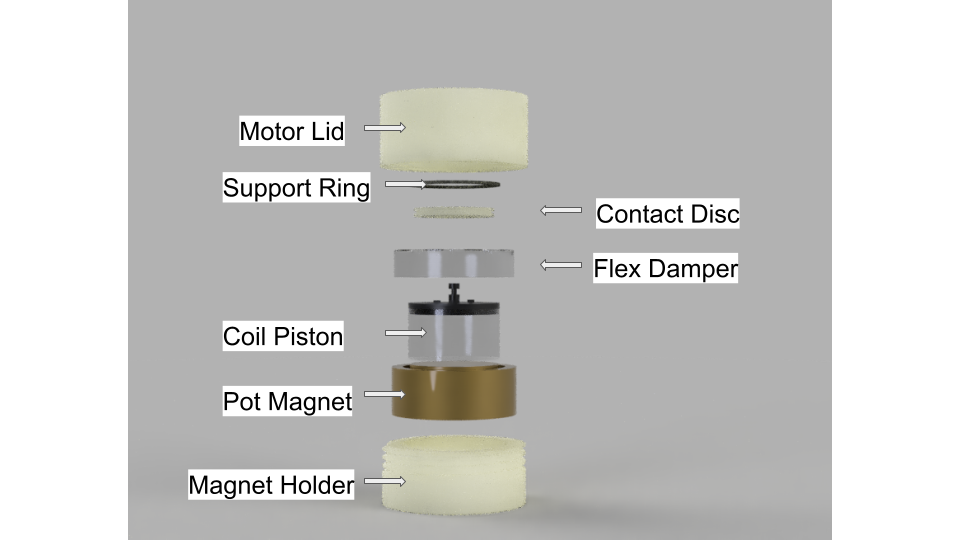 Motor Lid
Support Ring
Contact Disc
Flex Damper
Coil Piston
Pot Magnet
Magnet Holder